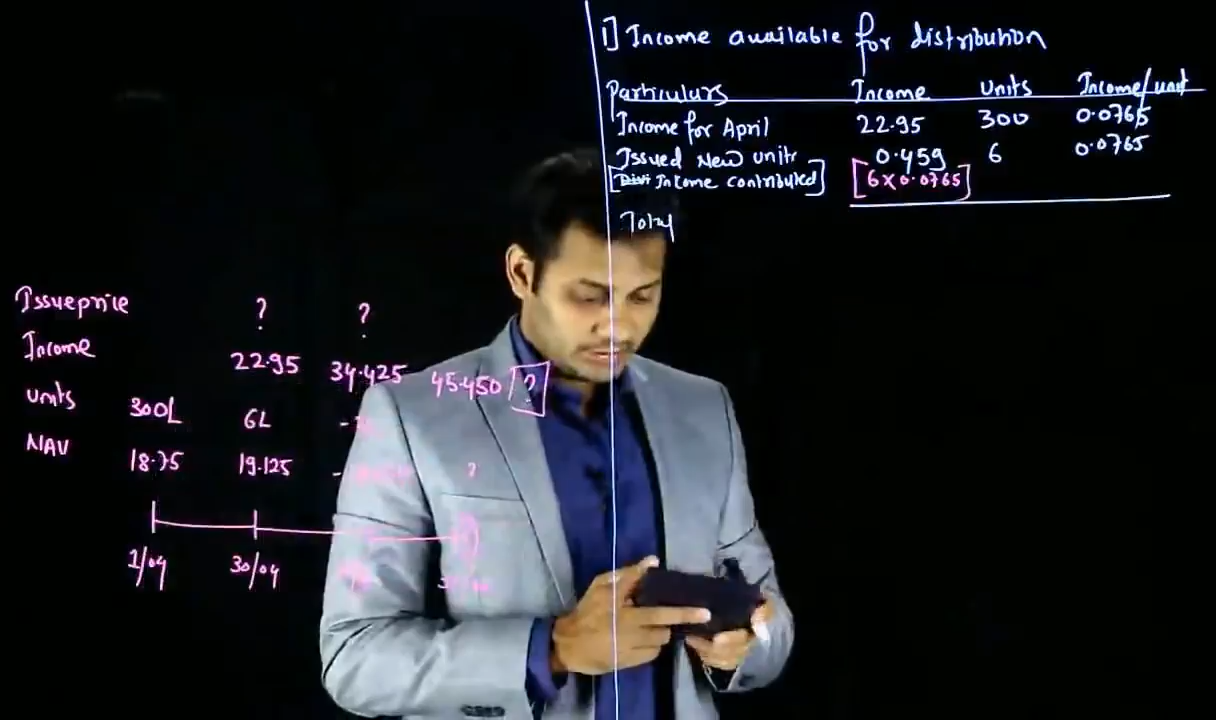 1] Income available for distribution
Particulars Income Units Income/unit
Income for April 22.95 300 0.0765
Issued New units 0.459 6 0.0765
[Divi Income contributed] [6x0.0765]
Total
Issueprice ? ?
Income 22.95 34.425 45.450 ?
units 300L 6L
NAV 18.75 19.125 ?
1/04 30/04